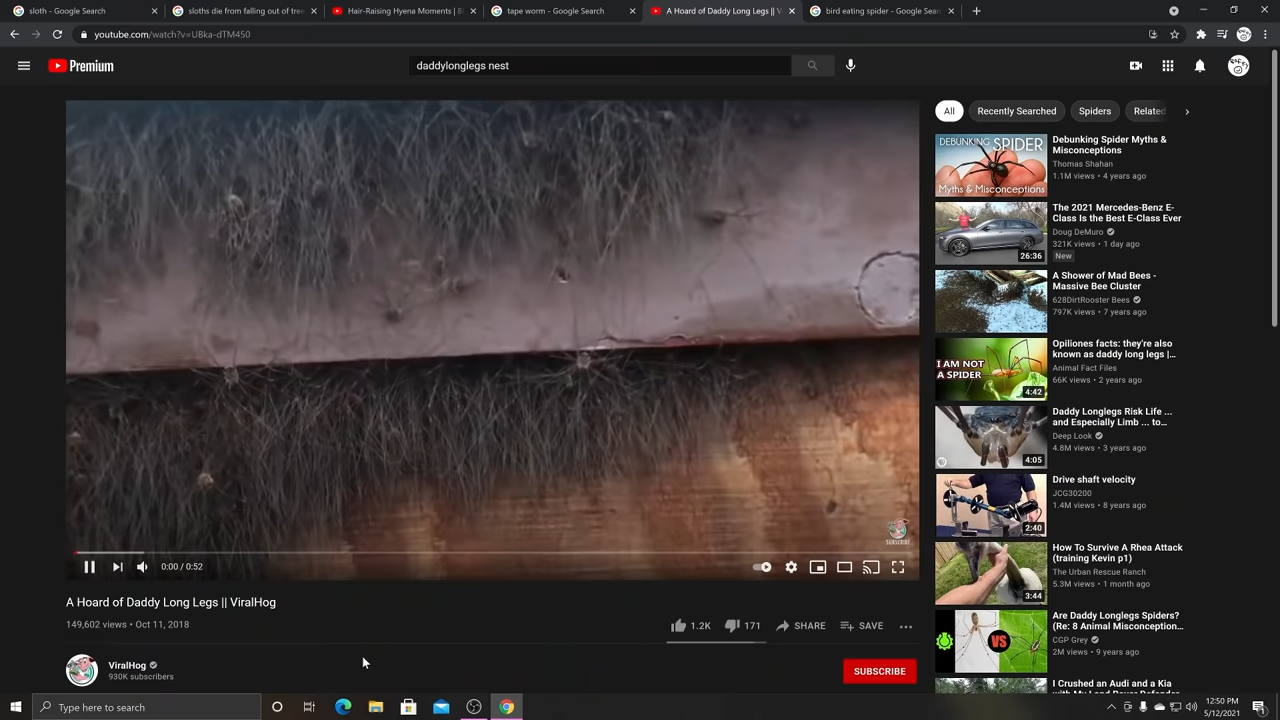 sloth - Google Search
sloths die from falling out of tree
Hair-Raising Hyena Moments | B
tape worm - Google Search
A Hoard of Daddy Long Legs || V
bird eating spider - Google Search
youtube.com/watch?v=UBka-dTM450
Premium
daddylonglegs nest
All
Recently Searched
Spiders
Related
DEBUNKING SPIDER
Myths & Misconceptions
Debunking Spider Myths &
Misconceptions
Thomas Shahan
1.1M views • 4 years ago
The 2021 Mercedes-Benz E-
Class Is the Best E-Class Ever
Doug DeMuro
321K views • 1 day ago
New
26:36
A Shower of Mad Bees -
Massive Bee Cluster
628DirtRooster Bees
797K views • 7 years ago
I AM NOT
A SPIDER
4:42
Opiliones facts: they're also
known as daddy long legs |...
Animal Fact Files
66K views • 2 years ago
4:05
Daddy Longlegs Risk Life ...
and Especially Limb ... to...
Deep Look
4.8M views • 3 years ago
2:40
Drive shaft velocity
JCG30200
1.4M views • 8 years ago
3:44
How To Survive A Rhea Attack
(training Kevin p1)
The Urban Rescue Ranch
5.3M views • 1 month ago
VS
Are Daddy Longlegs Spiders?
(Re: 8 Animal Misconception...
CGP Grey
2M views • 9 years ago
I Crushed an Audi and a Kia
with My Land Rover Defender
SUBSCRIBE
0:00 / 0:52
A Hoard of Daddy Long Legs || ViralHog
149,602 views • Oct 11, 2018
1.2K
171
SHARE
SAVE
ViralHog
930K subscribers
SUBSCRIBE
Type here to search
12:50 PM
5/12/2021